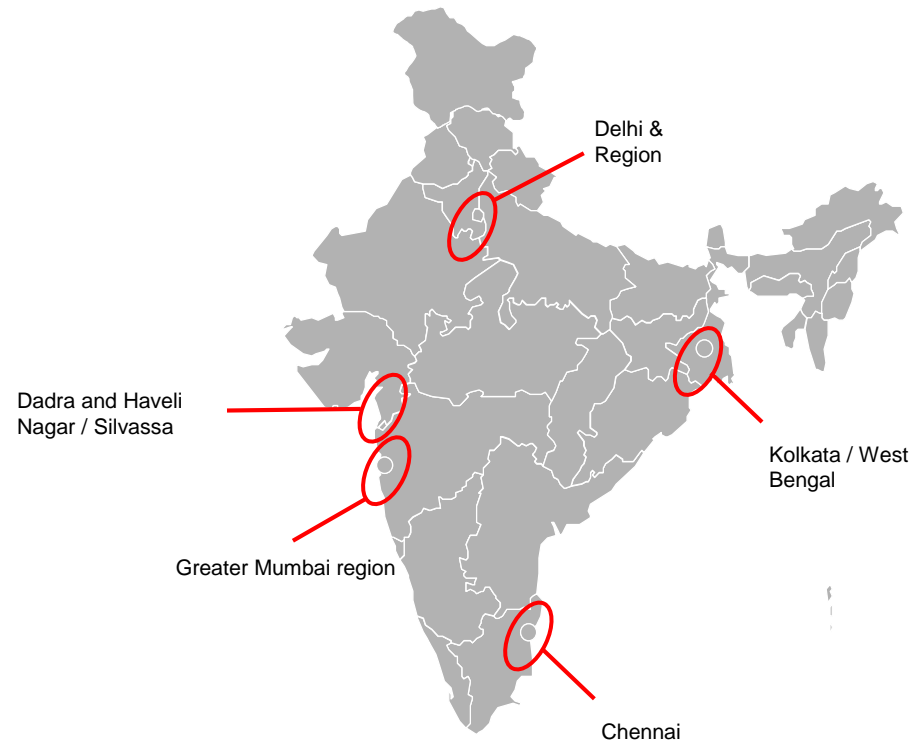 Delhi &
Region
Dadra and Haveli
Nagar / Silvassa
Kolkata / West
Bengal
Greater Mumbai region
Chennai